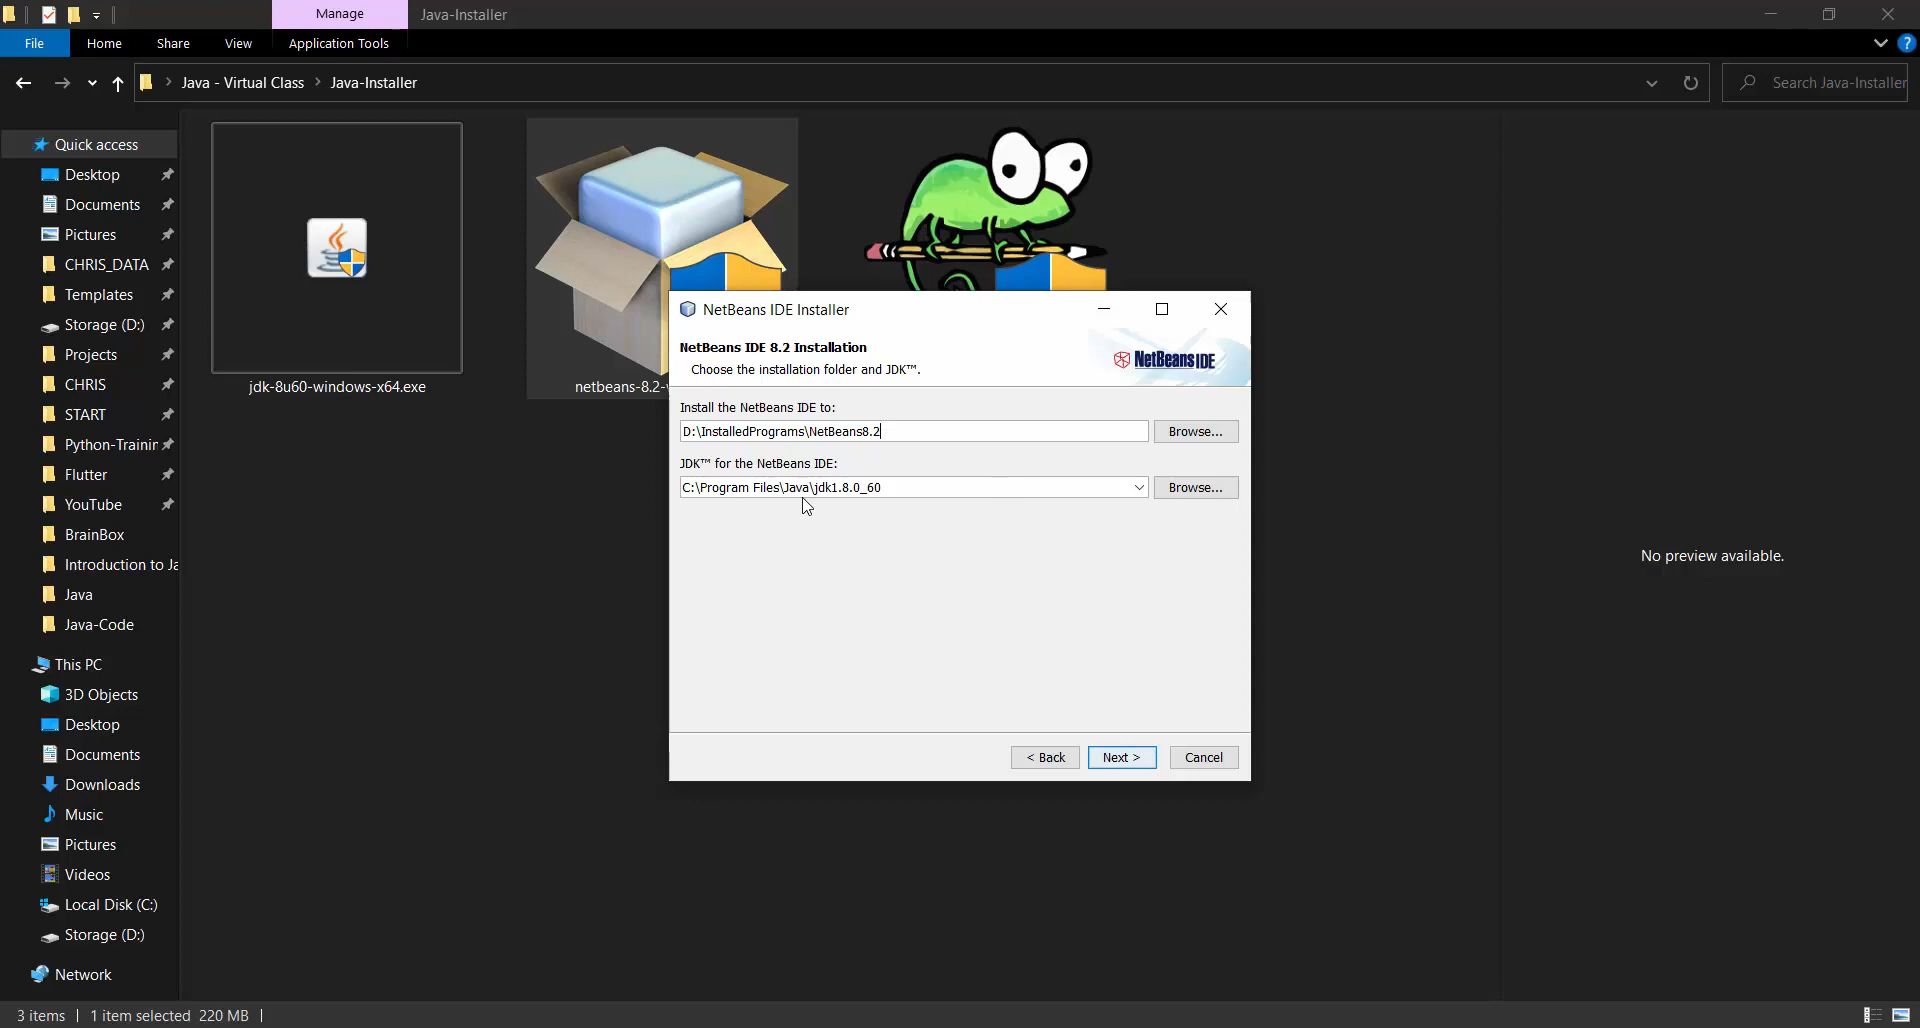 Manage
Java-Installer
File
Home
Share
View
Application Tools
Java - Virtual Class
Java-Installer
Search Java-Installer
Quick access
Desktop
Documents
Pictures
CHRIS_DATA
Templates
Storage (D:)
Projects
CHRIS
START
Python-Trainin
Flutter
YouTube
BrainBox
Introduction to Ja
Java
Java-Code
This PC
3D Objects
Desktop
Documents
Downloads
Music
Pictures
Videos
Local Disk (C:)
Storage (D:)
Network
jdk-8u60-windows-x64.exe
netbeans-8.2-
NetBeans IDE Installer
NetBeans IDE 8.2 Installation
Choose the installation folder and JDK™.
NetBeans IDE
Install the NetBeans IDE to:
D:\InstalledPrograms\NetBeans8.2
Browse...
JDK™ for the NetBeans IDE:
C:\Program Files\Java\jdk1.8.0_60
Browse...
< Back
Next >
Cancel
No preview available.
3 items
1 item selected
220 MB